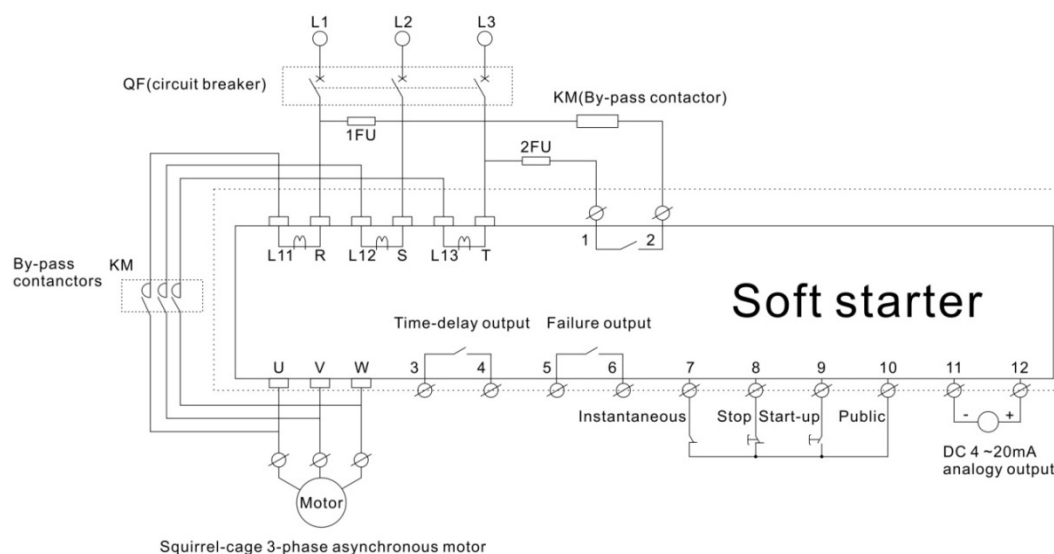 L1 L2 L3
QF(circuit breaker)
KM(By-pass contactor)
1FU
2FU
1 2
L11 R L12 S L13 T
By-pass
contanctors
KM
Soft starter
Time-delay output Failure output
U V W 3 4 5 6 7 8 9 10 11 12
Instantaneous Stop Start-up Public
- +
DC 4 ~20mA
analogy output
Motor
Squirrel-cage 3-phase asynchronous motor